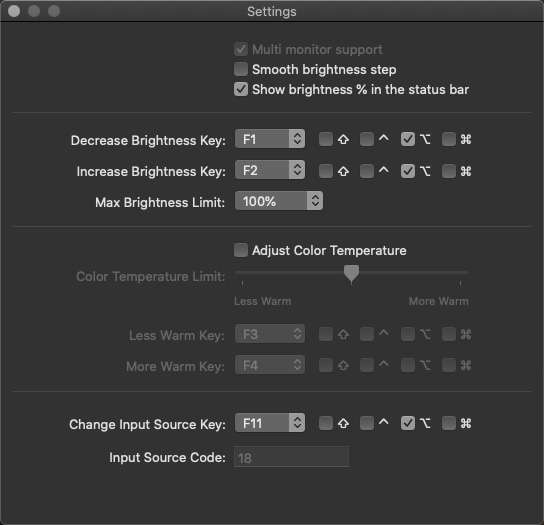 Settings
Multi monitor support
Smooth brightness step
Show brightness % in the status bar
Decrease Brightness Key: F1 ⇧ ^ ⌥ ⌘
Increase Brightness Key: F2 ⇧ ^ ⌥ ⌘
Max Brightness Limit: 100%
Adjust Color Temperature
Color Temperature Limit:
Less Warm More Warm
Less Warm Key: F3 ⇧ ^ ⌥ ⌘
More Warm Key: F4 ⇧ ^ ⌥ ⌘
Change Input Source Key: F11 ⇧ ^ ⌥ ⌘
Input Source Code: 18